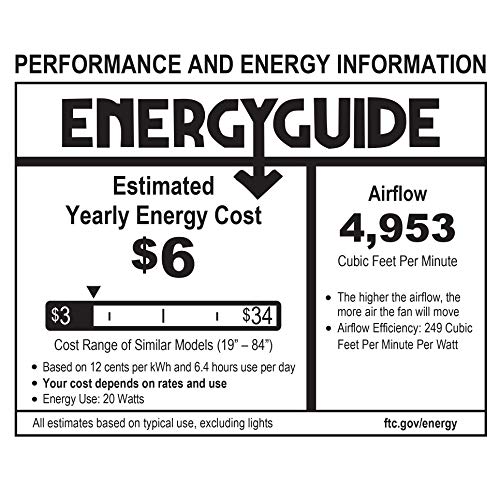 PERFORMANCE AND ENERGY INFORMATION
ENERGYGUIDE
Estimated
Yearly Energy Cost
$6
$3 $34
Cost Range of Similar Models (19” – 84”)
• Based on 12 cents per kWh and 6.4 hours use per day
• Your cost depends on rates and use
• Energy Use: 20 Watts
Airflow
4,953
Cubic Feet Per Minute
• The higher the airflow, the
more air the fan will move
• Airflow Efficiency: 249 Cubic
Feet Per Minute Per Watt
All estimates based on typical use, excluding lights
ftc.gov/energy